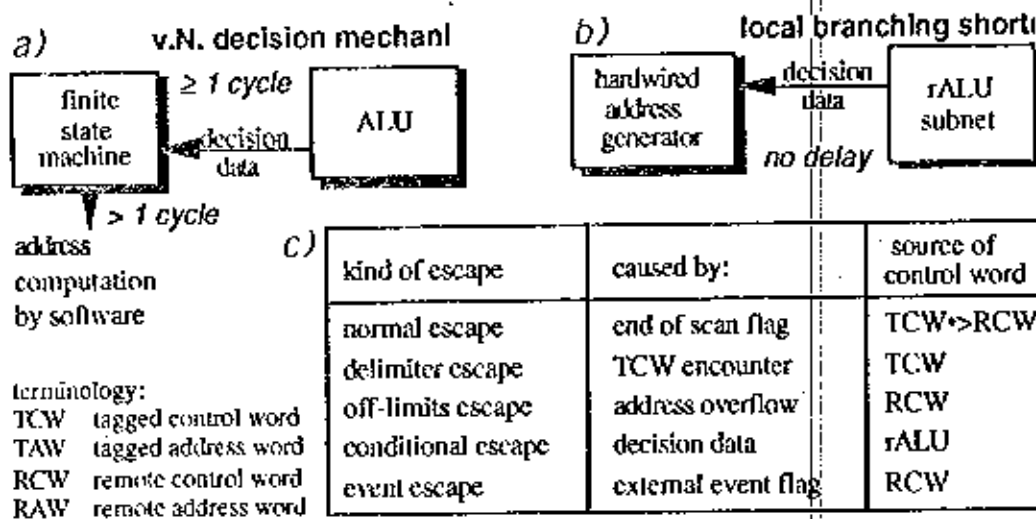 a) v.N. decision mechani
finite
state
machine
≥ 1 cycle
decision
data
ALU
> 1 cycle
address
computation
by software
b) local branching short
hardwired
address
generator
decision
data
no delay
rALU
subnet
c)
kind of escape caused by: source of
control word
normal escape end of scan flag TCW<>RCW
delimiter escape TCW encounter TCW
off-limits escape address overflow RCW
conditional escape decision data rALU
event escape external event flag RCW
terminology:
TCW tagged control word
TAW tagged address word
RCW remote control word
RAW remote address word